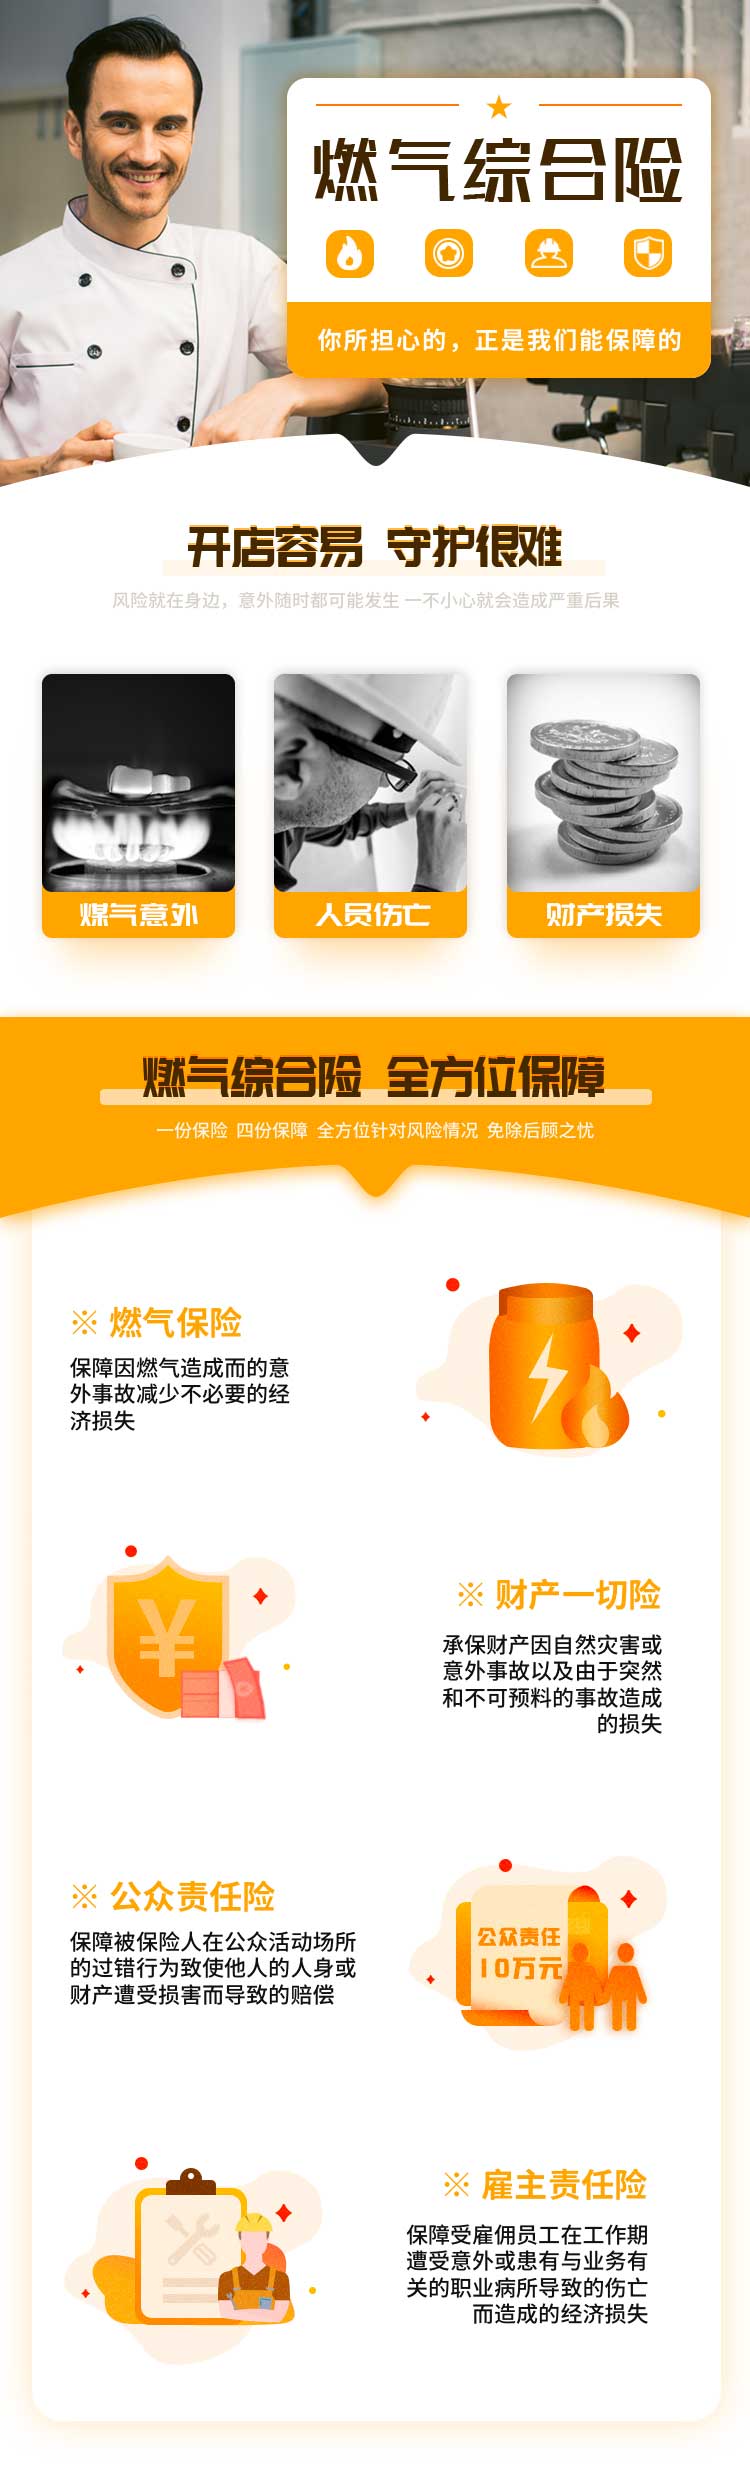 燃气综合险
你所担心的，正是我们能保障的
开店容易 守护很难
风险就在身边，意外随时都可能发生 一不小心就会造成严重后果
煤气意外
人员伤亡
财产损失
燃气综合险 全方位保障
一份保险 四份保障 全方位针对风险情况 免除后顾之忧
※ 燃气保险
保障因燃气造成而的意
外事故减少不必要的经
济损失
¥
※ 财产一切险
承保财产因自然灾害或
意外事故以及由于突然
和不可预料的事故造成
的损失
※ 公众责任险
保障被保险人在公众活动场所
的过错行为致使他人的人身或
财产遭受损害而导致的赔偿
公众责任
10万元
※ 雇主责任险
保障受雇佣员工在工作期
遭受意外或患有与业务有
关的职业病所导致的伤亡
而造成的经济损失